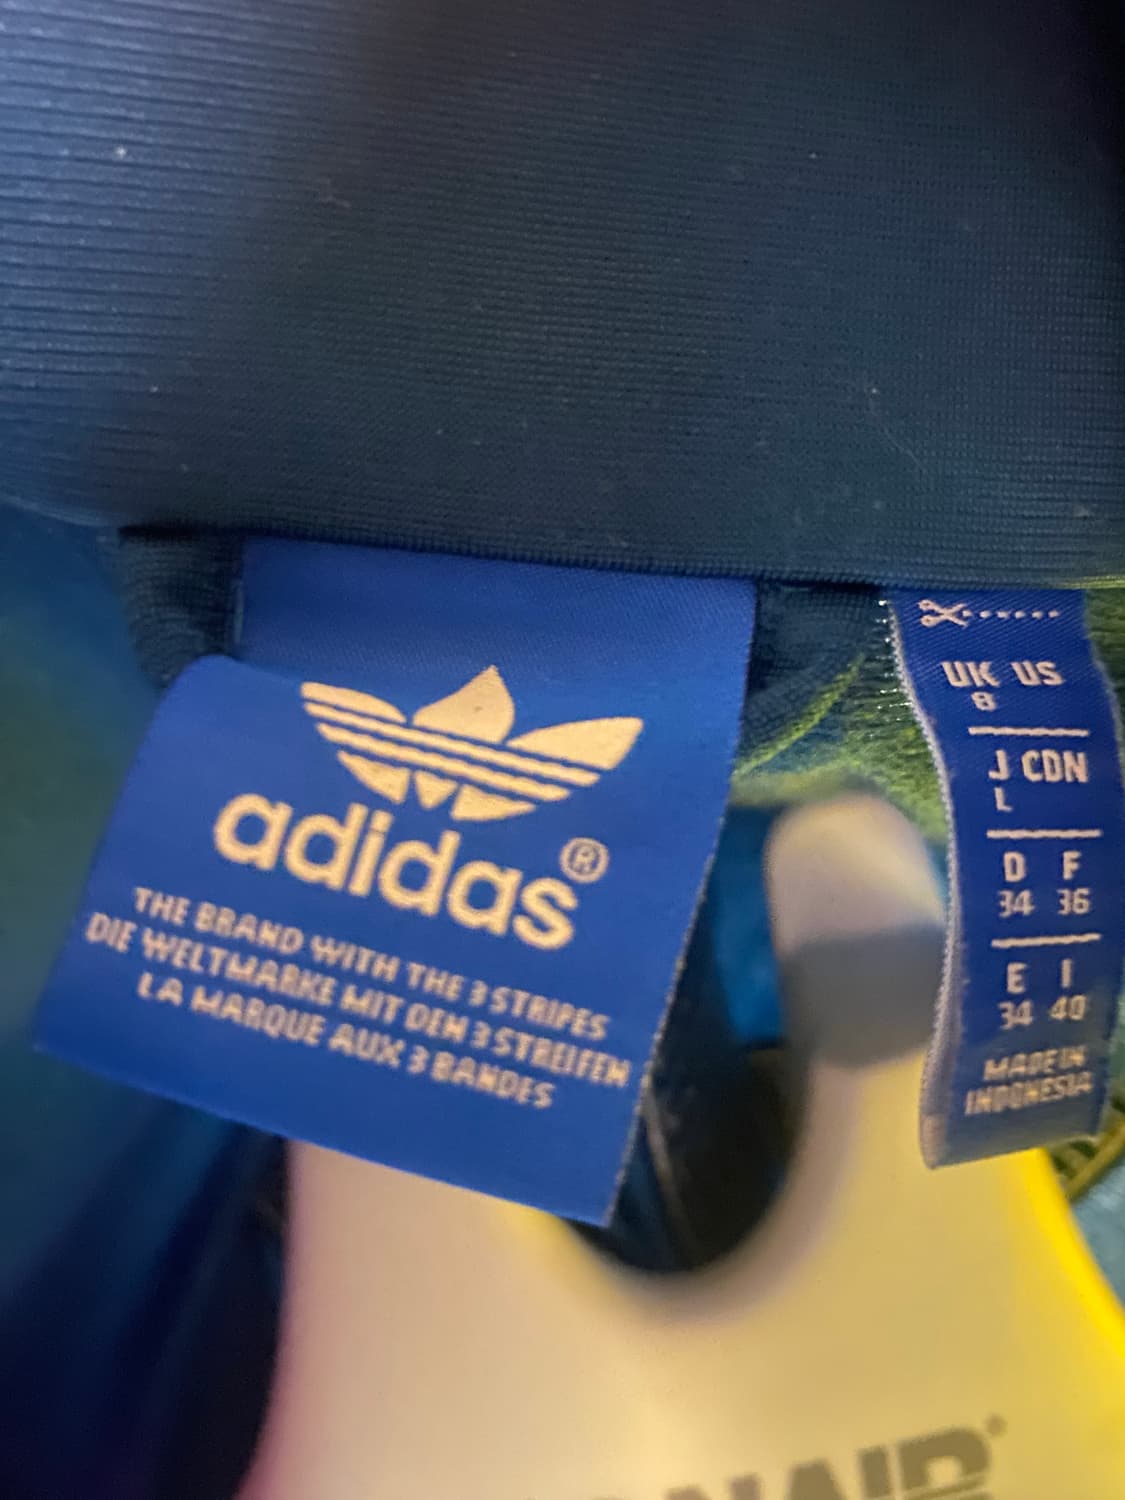 adidas®
THE BRAND WITH THE 3 STRIPES
DIE WELTMARKE MIT DEN 3 STREIFEN
LA MARQUE AUX 3 BANDES
UK US
8
J CDN
L
D F
34 36
E I
34 40
MADE IN
INDONESIA